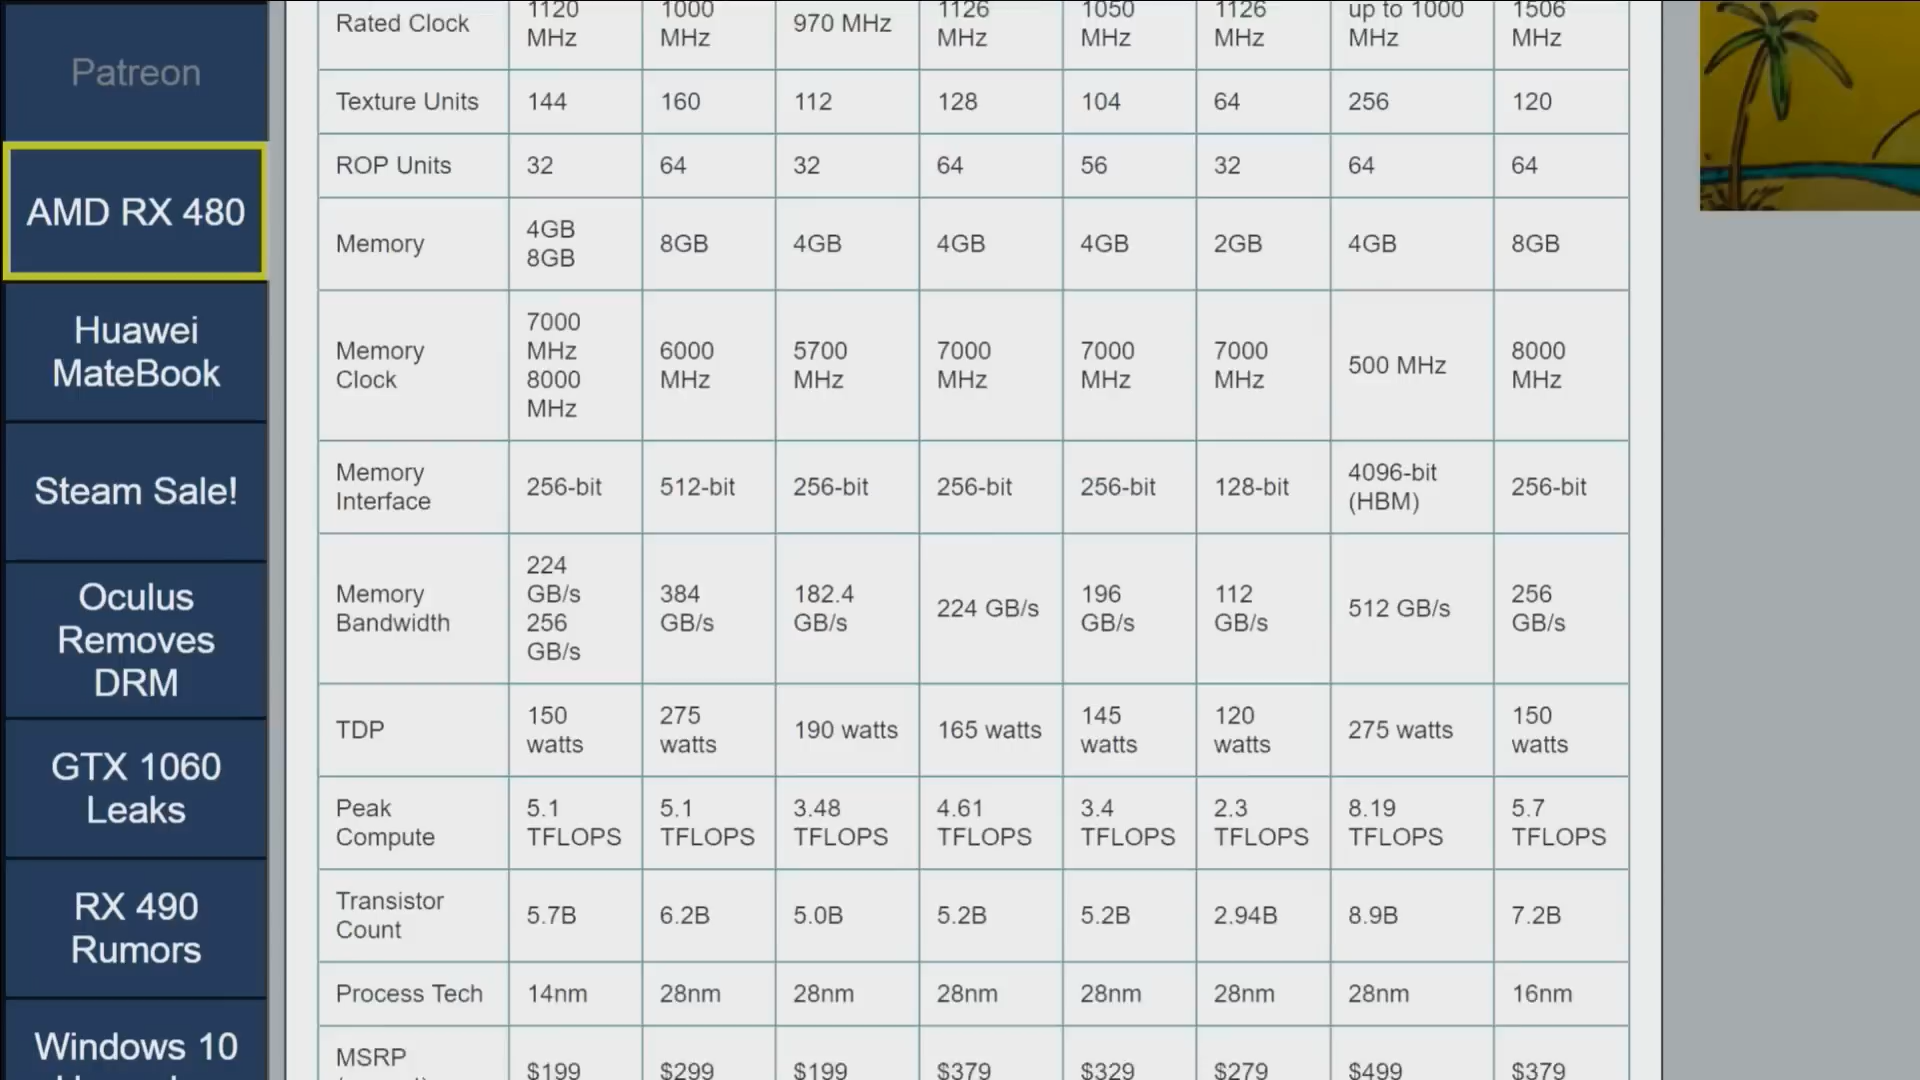 Patreon
AMD RX 480
Huawei
MateBook
Steam Sale!
Oculus
Removes
DRM
GTX 1060
Leaks
RX 490
Rumors
Windows 10
Rated Clock
1120
MHz
1000
MHz
970 MHz
1126
MHz
1050
MHz
1126
MHz
up to 1000
MHz
1506
MHz
Texture Units
144
160
112
128
104
64
256
120
ROP Units
32
64
32
64
56
32
64
64
Memory
4GB
8GB
8GB
4GB
4GB
4GB
2GB
4GB
8GB
Memory
Clock
7000
MHz
8000
MHz
6000
MHz
5700
MHz
7000
MHz
7000
MHz
7000
MHz
500 MHz
8000
MHz
Memory
Interface
256-bit
512-bit
256-bit
256-bit
256-bit
128-bit
4096-bit
(HBM)
256-bit
Memory
Bandwidth
224
GB/s
256
GB/s
384
GB/s
182.4
GB/s
224 GB/s
196
GB/s
112
GB/s
512 GB/s
256
GB/s
TDP
150
watts
275
watts
190 watts
165 watts
145
watts
120
watts
275 watts
150
watts
Peak
Compute
5.1
TFLOPS
5.1
TFLOPS
3.48
TFLOPS
4.61
TFLOPS
3.4
TFLOPS
2.3
TFLOPS
8.19
TFLOPS
5.7
TFLOPS
Transistor
Count
5.7B
6.2B
5.0B
5.2B
5.2B
2.94B
8.9B
7.2B
Process Tech
14nm
28nm
28nm
28nm
28nm
28nm
28nm
16nm
MSRP
$199
$299
$199
$379
$329
$279
$499
$379